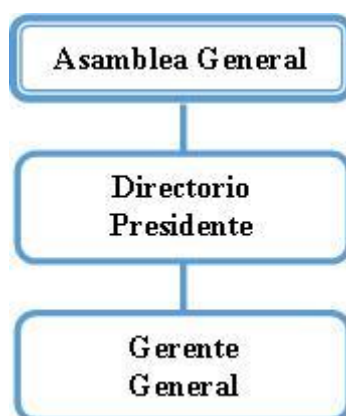 Asamblea General
Directorio
Presidente
Gerente
General